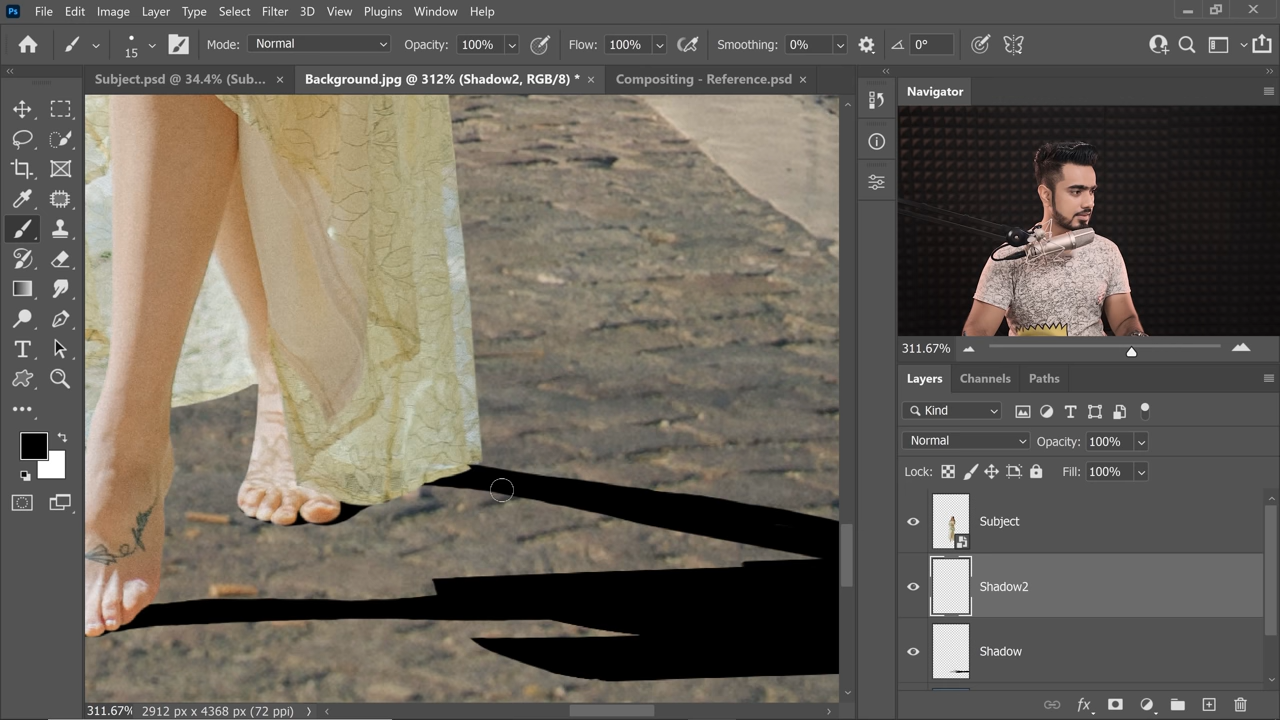 Ps File Edit Image Layer Type Select Filter 3D View Plugins Window Help
15 Mode: Normal Opacity: 100% Flow: 100% Smoothing: 0% 0°
Subject.psd @ 34.4% (Sub... × Background.jpg @ 312% (Shadow2, RGB/8) * × Compositing - Reference.psd ×
Navigator
311.67%
Layers Channels Paths
Kind
Normal Opacity: 100%
Lock: Fill: 100%
Subject
Shadow2
Shadow
311.67% 2912 px x 4368 px (72 ppi)
fx